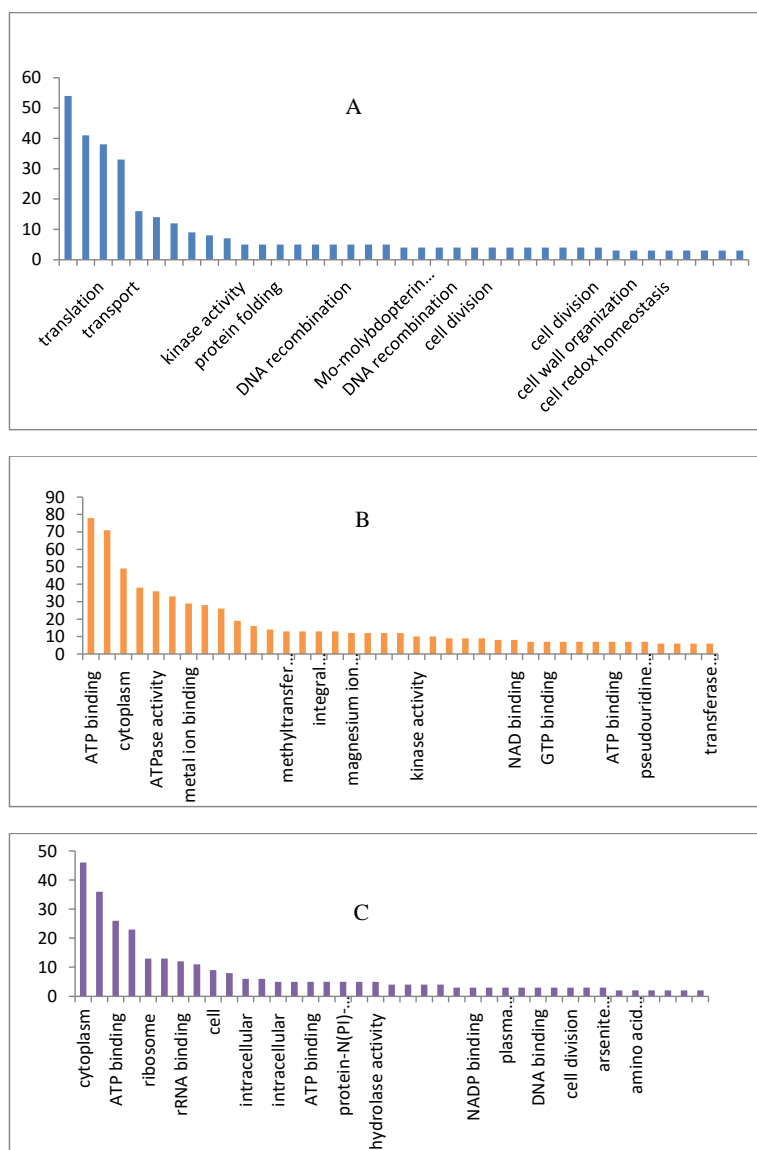 A
60
50
40
30
20
10
0
translation
transport
kinase activity
protein folding
DNA recombination
Mo-molybdopterin...
DNA recombination
cell division
cell division
cell wall organization
cell redox homeostasis
B
90
80
70
60
50
40
30
20
10
0
ATP binding
cytoplasm
ATPase activity
metal ion binding
methyltransfer...
integral...
magnesium ion...
kinase activity
NAD binding
GTP binding
ATP binding
pseudouridine...
transferase...
C
50
40
30
20
10
0
cytoplasm
ATP binding
ribosome
rRNA binding
cell
intracellular
intracellular
ATP binding
protein-N(PI)-...
hydrolase activity
NADP binding
plasma...
DNA binding
cell division
arsenite...
amino acid...